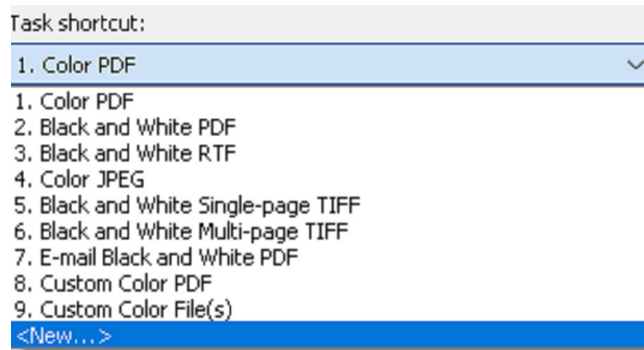 Task shortcut:
1. Color PDF
1. Color PDF
2. Black and White PDF
3. Black and White RTF
4. Color JPEG
5. Black and White Single-page TIFF
6. Black and White Multi-page TIFF
7. E-mail Black and White PDF
8. Custom Color PDF
9. Custom Color File(s)
<New...>